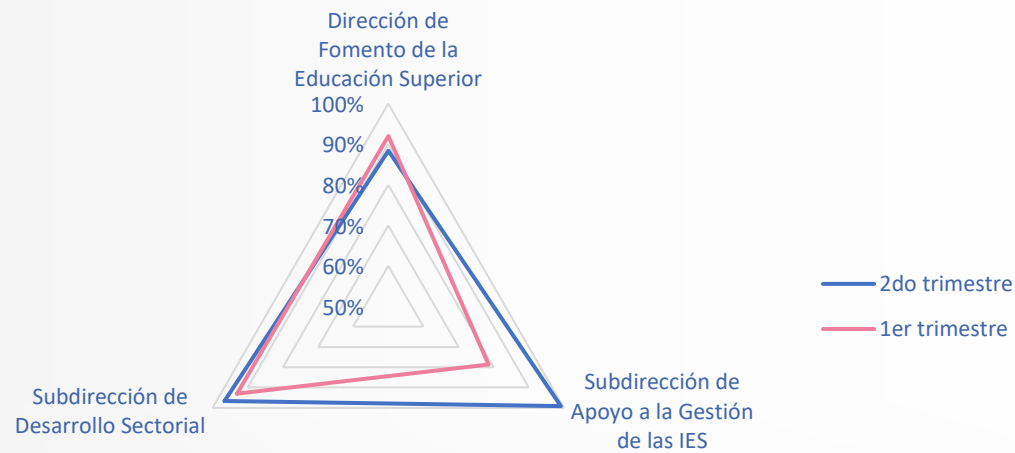 Dirección de
Fomento de la
Educación Superior
100%
90%
80%
70%
60%
50%
2do trimestre
1er trimestre
Subdirección de
Apoyo a la Gestión
de las IES
Subdirección de
Desarrollo Sectorial